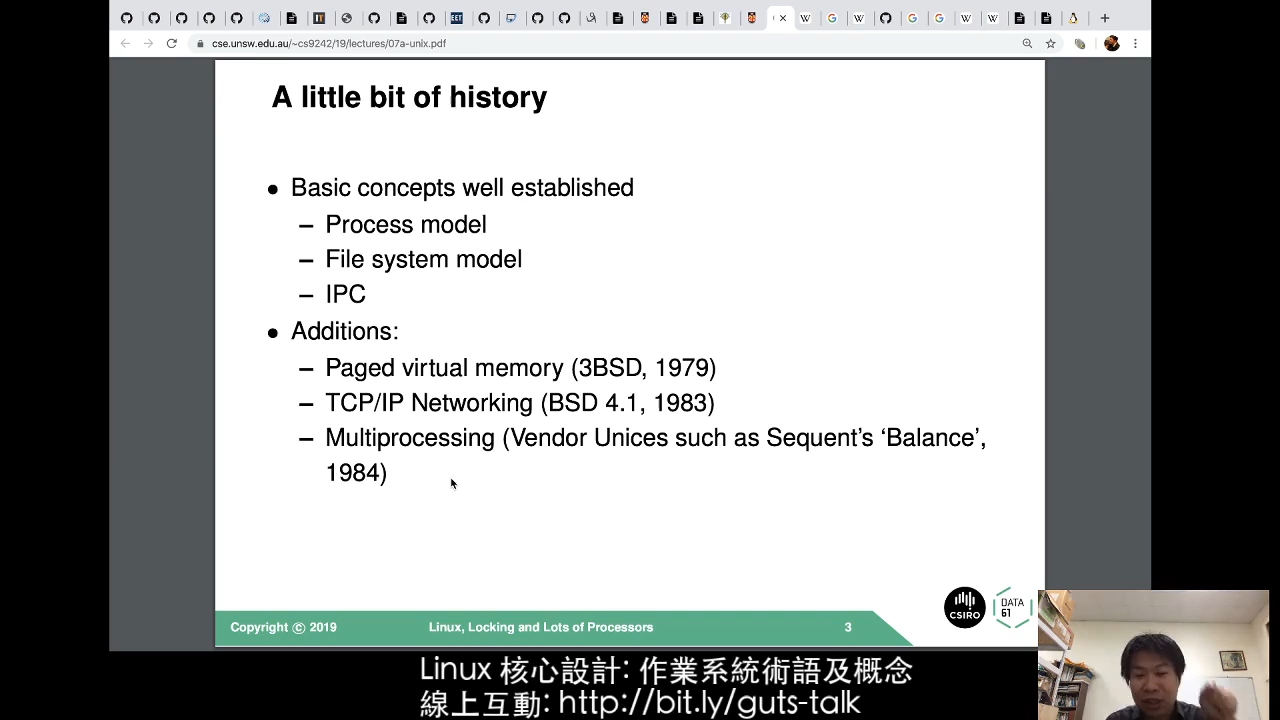 cse.unsw.edu.au/~cs9242/19/lectures/07a-unix.pdf
A little bit of history
● Basic concepts well established
– Process model
– File system model
– IPC
● Additions:
– Paged virtual memory (3BSD, 1979)
– TCP/IP Networking (BSD 4.1, 1983)
– Multiprocessing (Vendor Unices such as Sequent's ‘Balance’,
1984)
CSIRO
DATA
61
Copyright © 2019 Linux, Locking and Lots of Processors 3
Linux 核心設計: 作業系統術語及概念
線上互動: http://bit.ly/guts-talk